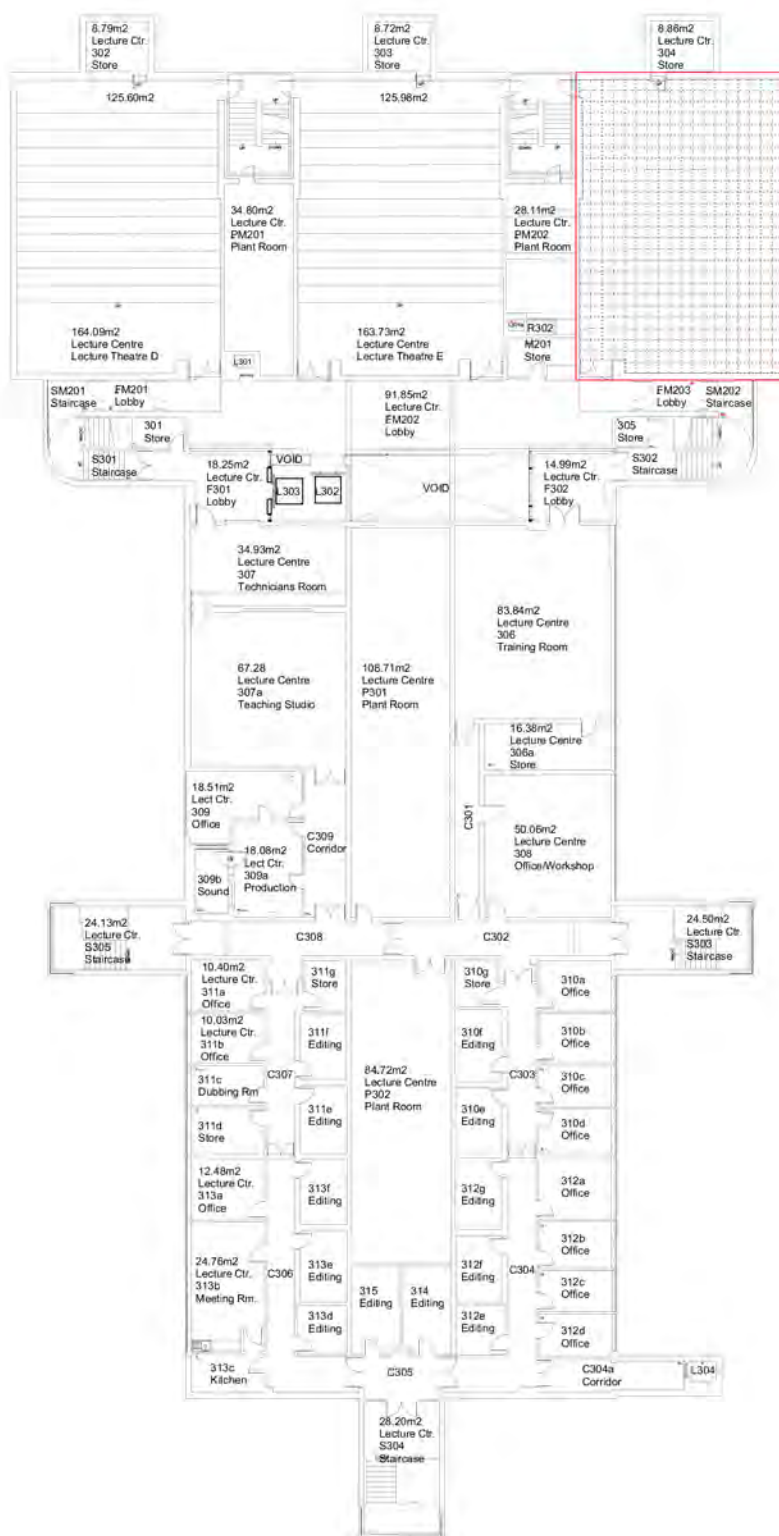 8.79m2
Lecture Ctr.
302
Store
8.72m2
Lecture Ctr.
303
Store
8.86m2
Lecture Ctr.
304
Store
125.60m2
125.98m2
34.80m2
Lecture Ctr.
PM201
Plant Room
28.11m2
Lecture Ctr.
PM202
Plant Room
164.09m2
Lecture Centre
Lecture Theatre D
163.73m2
Lecture Centre
Lecture Theatre E
R302
M201
Store
L301
SM201
Staircase
FM201
Lobby
91.85m2
Lecture Ctr.
FM202
Lobby
FM203
Lobby
SM202
Staircase
301
Store
305
Store
S301
Staircase
18.25m2
Lecture Ctr.
F301
Lobby
VOID
L303
L302
VOID
14.99m2
Lecture Ctr.
F302
Lobby
S302
Staircase
34.93m2
Lecture Centre
307
Technicians Room
83.84m2
Lecture Centre
306
Training Room
67.28
Lecture Centre
307a
Teaching Studio
106.71m2
Lecture Centre
P301
Plant Room
16.38m2
Lecture Centre
306a
Store
18.51m2
Lect Ctr.
309
Office
C309
Corridor
C301
50.06m2
Lecture Centre
308
Office/Workshop
18.08m2
Lect Ctr.
309a
Production
309b
Sound
24.13m2
Lecture Ctr.
S305
Staircase
C308
C302
24.50m2
Lecture Ctr.
S303
Staircase
10.40m2
Lecture Ctr.
311a
Office
311g
Store
310g
Store
310a
Office
10.03m2
Lecture Ctr.
311b
Office
311f
Editing
310f
Editing
310b
Office
84.72m2
Lecture Centre
P302
Plant Room
311c
Dubbing Rm
C307
C303
310c
Office
311d
Store
311e
Editing
310e
Editing
310d
Office
12.48m2
Lecture Ctr.
313a
Office
313f
Editing
312g
Editing
312a
Office
24.76m2
Lecture Ctr.
313b
Meeting Rm.
C306
313e
Editing
312f
Editing
C304
312b
Office
315
Editing
314
Editing
312c
Office
313d
Editing
312e
Editing
312d
Office
313c
Kitchen
C305
C304a
Corridor
L304
28.20m2
Lecture Ctr.
S304
Staircase